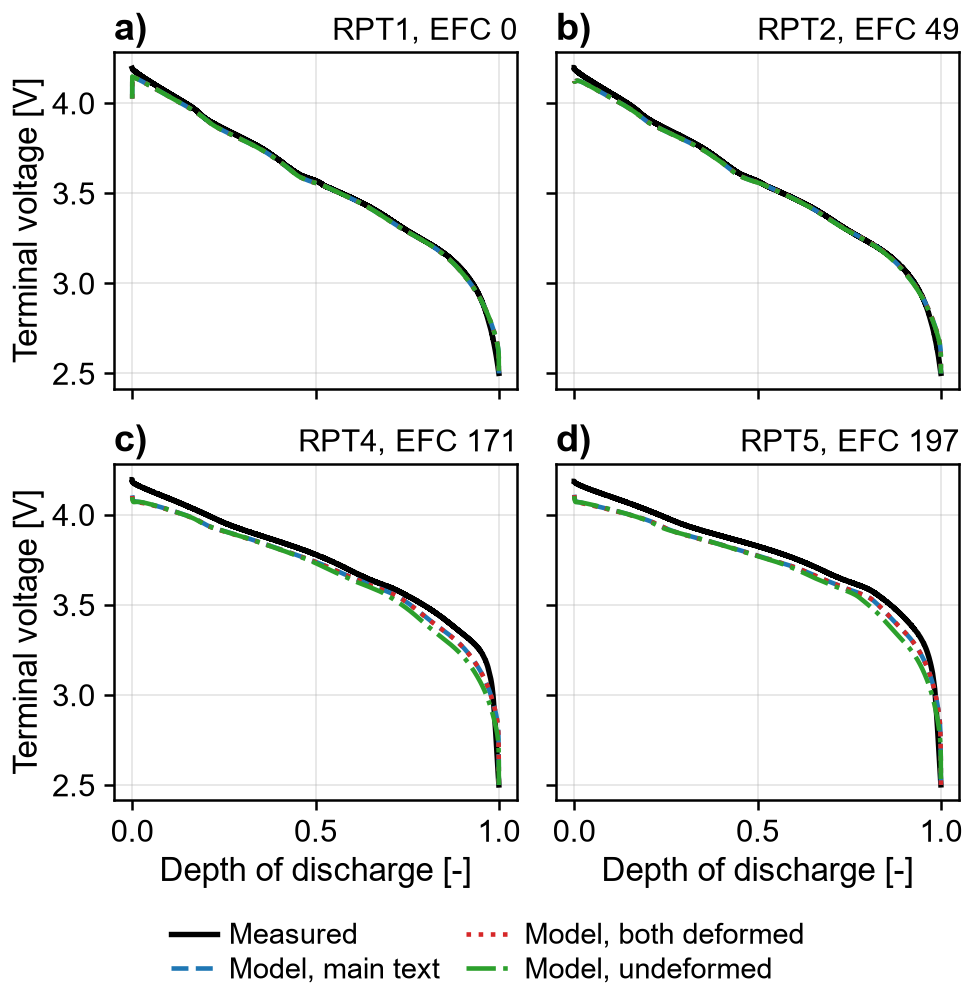 a) RPT1, EFC 0
b) RPT2, EFC 49
Terminal voltage [V]
4.0
3.5
3.0
2.5
c) RPT4, EFC 171
d) RPT5, EFC 197
Terminal voltage [V]
4.0
3.5
3.0
2.5
0.0 0.5 1.0
0.0 0.5 1.0
Depth of discharge [-]
Depth of discharge [-]
Measured
Model, main text
Model, both deformed
Model, undeformed